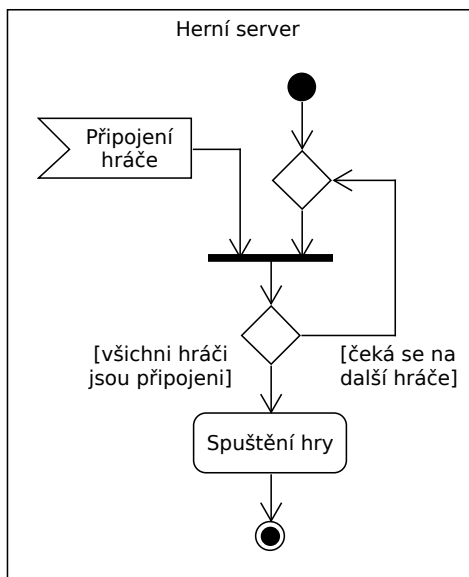 Herní server
Připojení
hráče
[všichni hráči
jsou připojeni]
[čeká se na
další hráče]
Spuštění hry